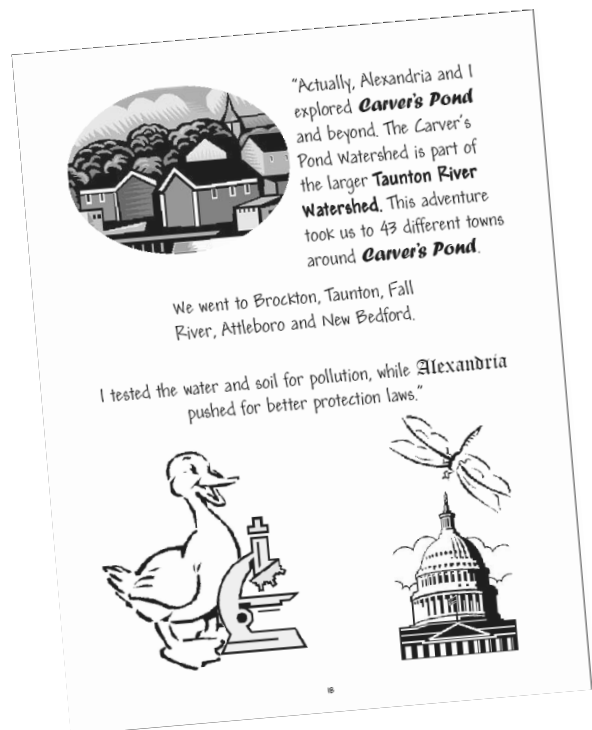 "Actually, Alexandria and I
explored Carver's Pond
and beyond. The Carver's
Pond Watershed is part of
the larger Taunton River
Watershed. This adventure
took us to 43 different towns
around Carver's Pond.
We went to Brockton, Taunton, Fall
River, Attleboro and New Bedford.
I tested the water and soil for pollution, while Alexandria
pushed for better protection laws."
18